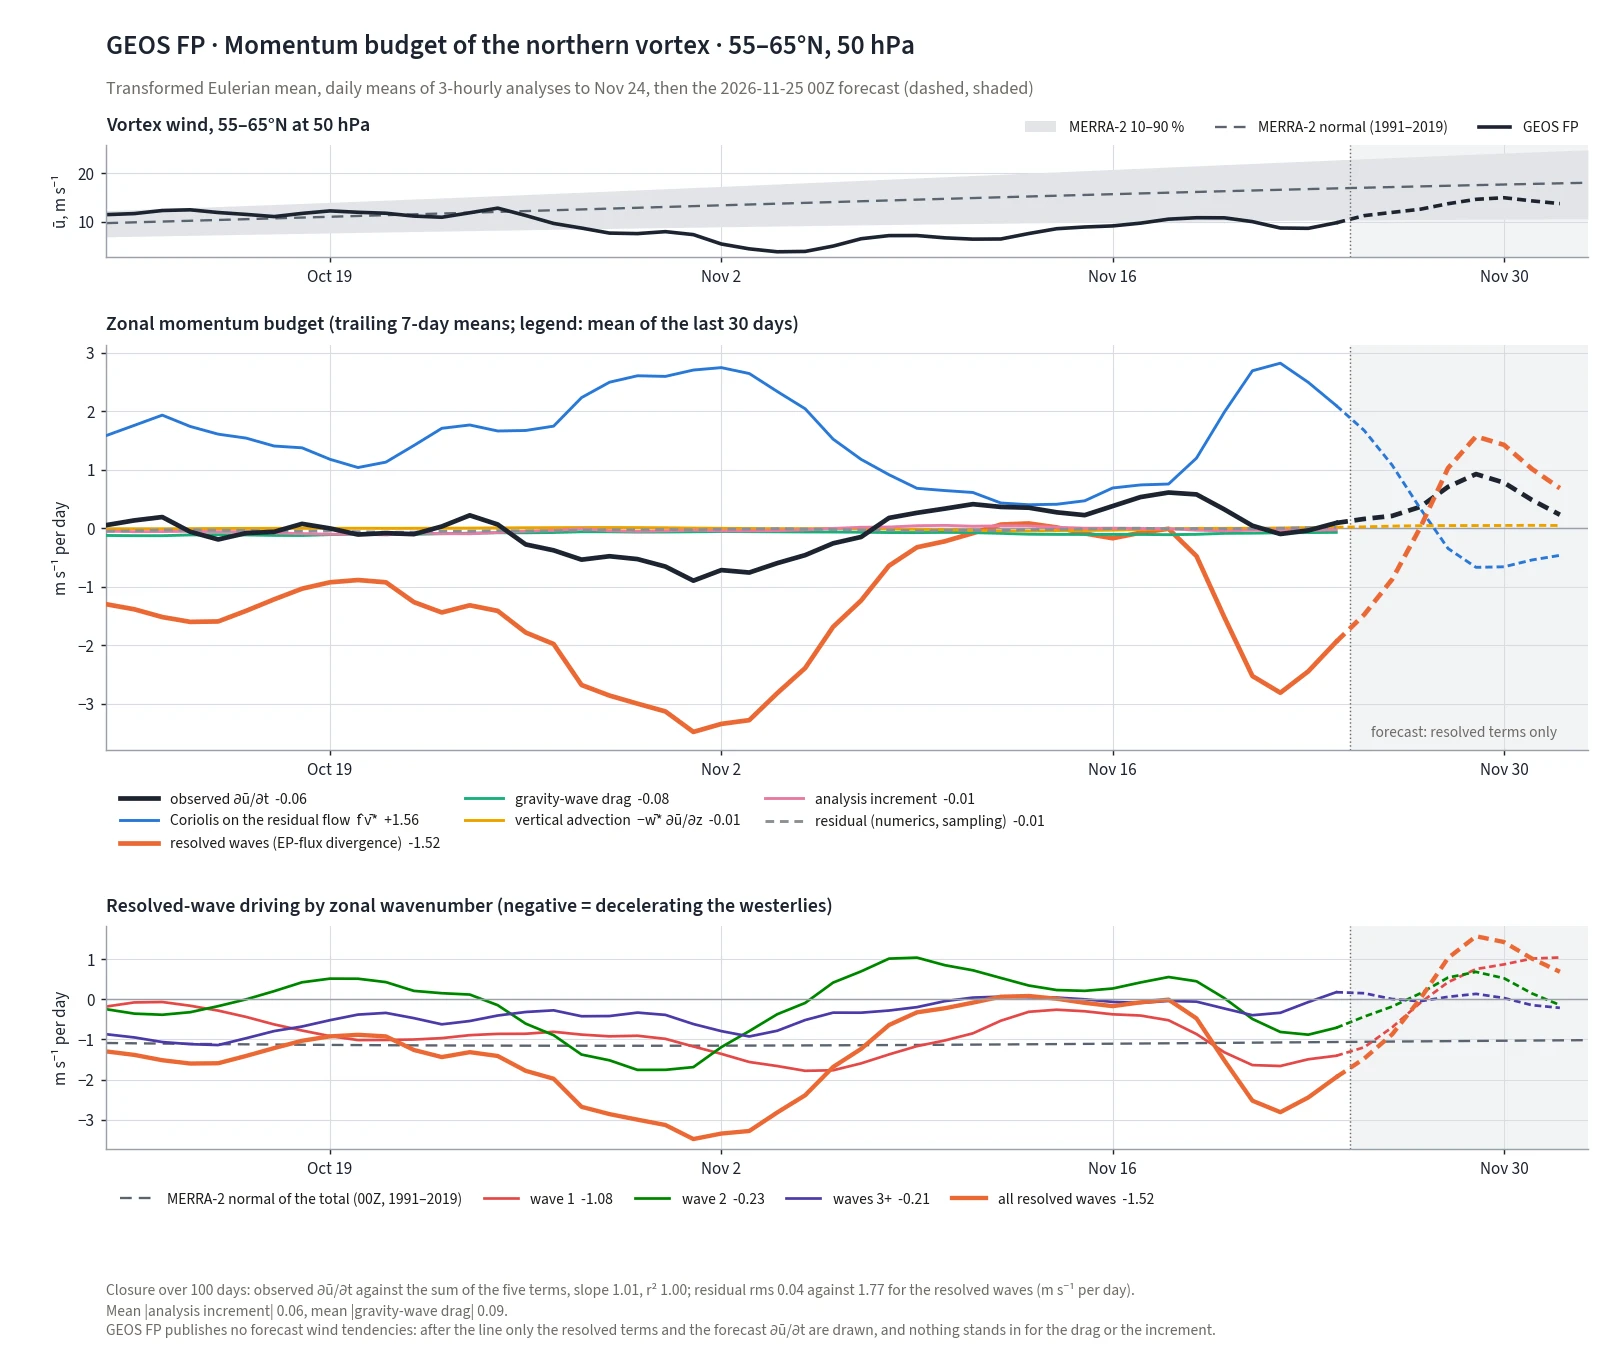 GEOS FP · Momentum budget of the northern vortex · 55–65°N, 50 hPa
Transformed Eulerian mean, daily means of 3-hourly analyses to Nov 24, then the 2026-11-25 00Z forecast (dashed, shaded)
Vortex wind, 55–65°N at 50 hPa
MERRA-2 10–90 % MERRA-2 normal (1991–2019) GEOS FP
ū, m s⁻¹
20
10
Oct 19 Nov 2 Nov 16 Nov 30
Zonal momentum budget (trailing 7-day means; legend: mean of the last 30 days)
m s⁻¹ per day
3
2
1
0
−1
−2
−3
forecast: resolved terms only
Oct 19 Nov 2 Nov 16 Nov 30
observed ∂ū/∂t -0.06 gravity-wave drag -0.08 analysis increment -0.01
Coriolis on the residual flow f v̄* +1.56 vertical advection −w̄* ∂ū/∂z -0.01 residual (numerics, sampling) -0.01
resolved waves (EP-flux divergence) -1.52
Resolved-wave driving by zonal wavenumber (negative = decelerating the westerlies)
m s⁻¹ per day
1
0
−1
−2
−3
Oct 19 Nov 2 Nov 16 Nov 30
MERRA-2 normal of the total (00Z, 1991–2019) wave 1 -1.08 wave 2 -0.23 waves 3+ -0.21 all resolved waves -1.52
Closure over 100 days: observed ∂ū/∂t against the sum of the five terms, slope 1.01, r² 1.00; residual rms 0.04 against 1.77 for the resolved waves (m s⁻¹ per day).
Mean |analysis increment| 0.06, mean |gravity-wave drag| 0.09.
GEOS FP publishes no forecast wind tendencies: after the line only the resolved terms and the forecast ∂ū/∂t are drawn, and nothing stands in for the drag or the increment.